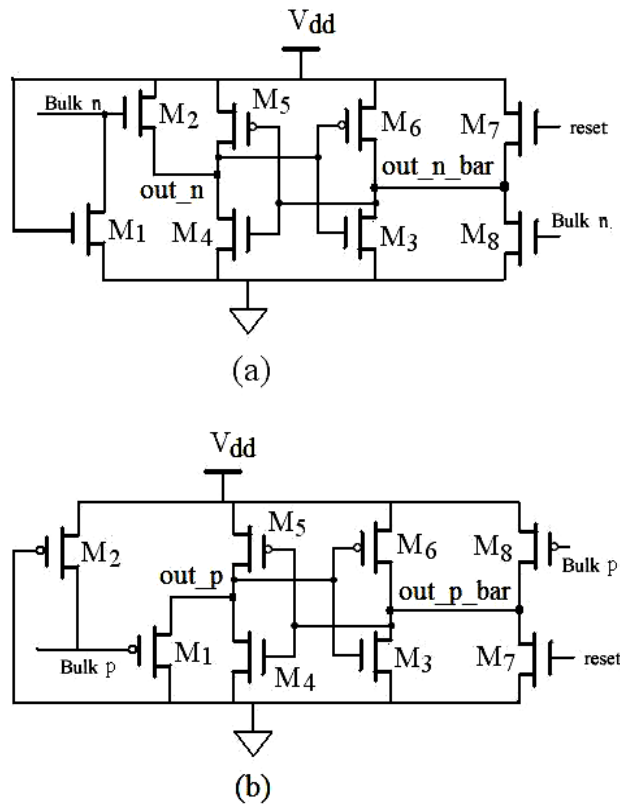 Vdd
Bulk n
M2
M5
M6
M7
reset
out_n
out_n_bar
M1
M4
M3
M8
Bulk n.
(a)
Vdd
M5
M2
M6
M8
Bulk p
out_p
out_p_bar
Bulk p
M1
M4
M3
M7
reset
(b)